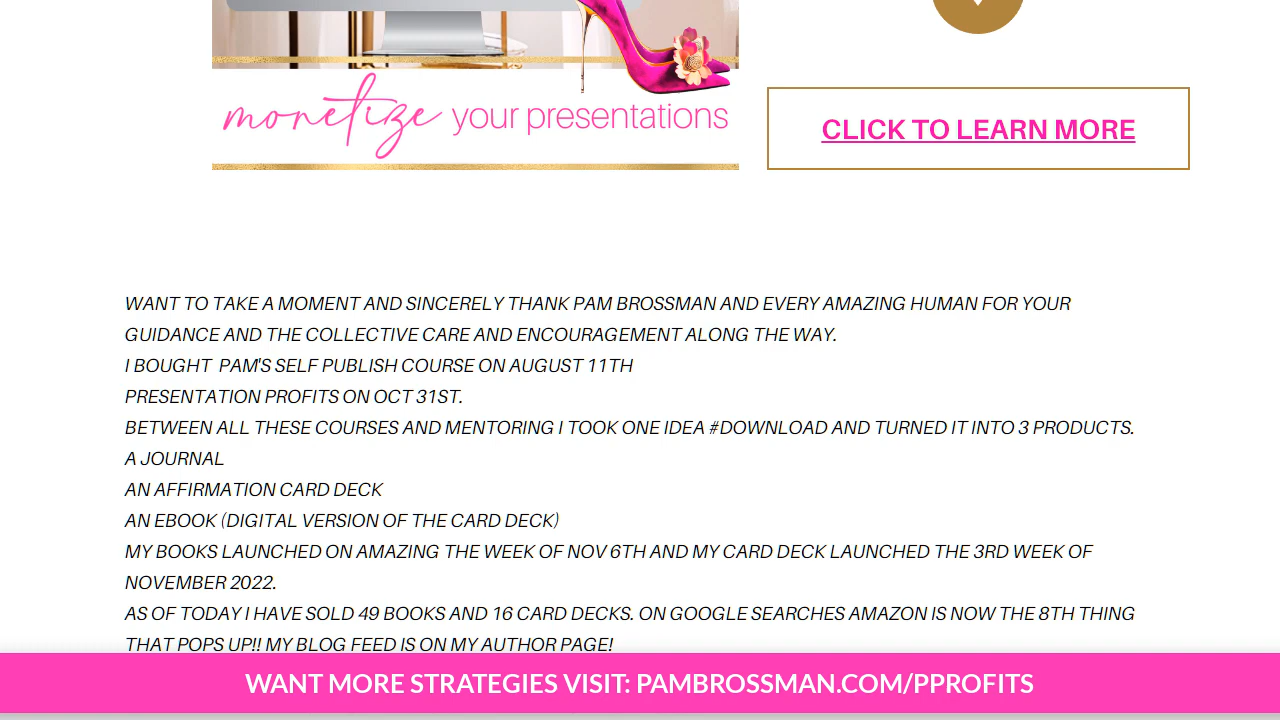 monetize your presentations
CLICK TO LEARN MORE
WANT TO TAKE A MOMENT AND SINCERELY THANK PAM BROSSMAN AND EVERY AMAZING HUMAN FOR YOUR
GUIDANCE AND THE COLLECTIVE CARE AND ENCOURAGEMENT ALONG THE WAY.
I BOUGHT  PAM'S SELF PUBLISH COURSE ON AUGUST 11TH
PRESENTATION PROFITS ON OCT 31ST.
BETWEEN ALL THESE COURSES AND MENTORING I TOOK ONE IDEA #DOWNLOAD AND TURNED IT INTO 3 PRODUCTS.
A JOURNAL
AN AFFIRMATION CARD DECK
AN EBOOK (DIGITAL VERSION OF THE CARD DECK)
MY BOOKS LAUNCHED ON AMAZING THE WEEK OF NOV 6TH AND MY CARD DECK LAUNCHED THE 3RD WEEK OF
NOVEMBER 2022.
AS OF TODAY I HAVE SOLD 49 BOOKS AND 16 CARD DECKS. ON GOOGLE SEARCHES AMAZON IS NOW THE 8TH THING
THAT POPS UP!! MY BLOG FEED IS ON MY AUTHOR PAGE!
WANT MORE STRATEGIES VISIT: PAMBROSSMAN.COM/PPROFITS